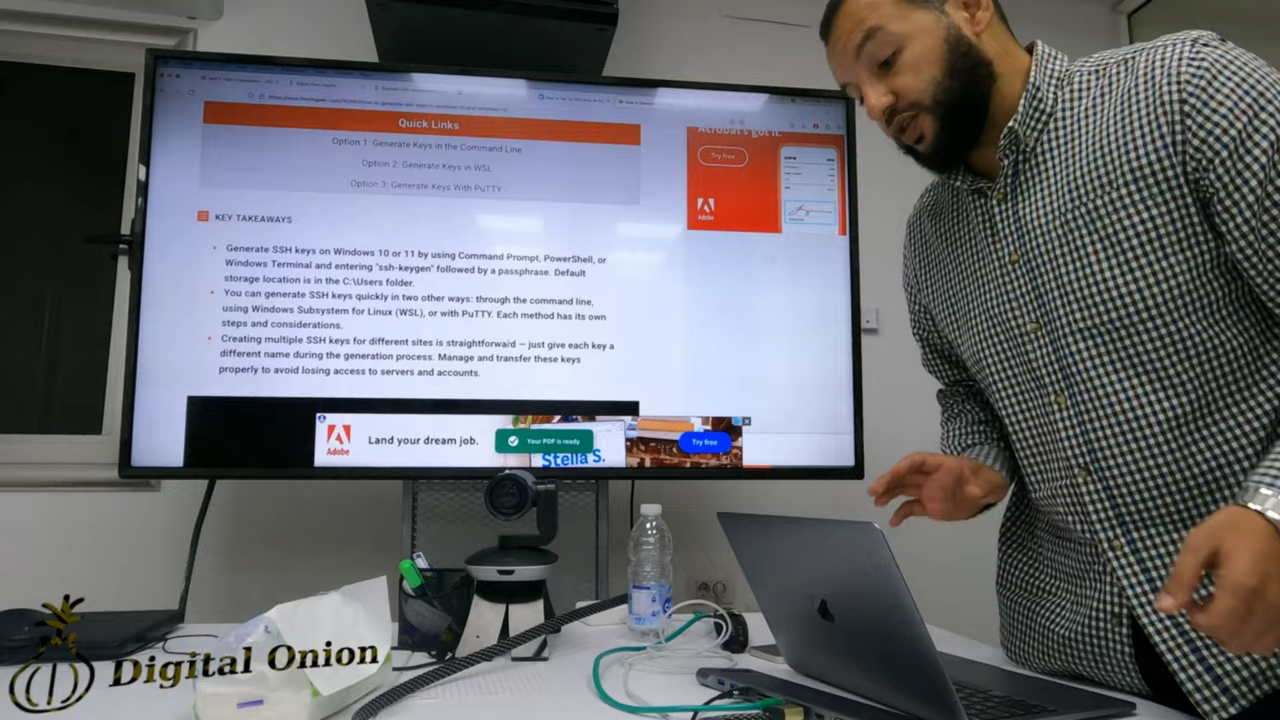 Quick Links
Option 1: Generate Keys in the Command Line
Option 2: Generate Keys in WSL
Option 3: Generate Keys With PuTTY
Acrobat's got it.
Try free
Adobe
KEY TAKEAWAYS
Generate SSH keys on Windows 10 or 11 by using Command Prompt, PowerShell, or
Windows Terminal and entering "ssh-keygen" followed by a passphrase. Default
storage location is in the C:\Users folder.
You can generate SSH keys quickly in two other ways: through the command line,
using Windows Subsystem for Linux (WSL), or with PuTTY. Each method has its own
steps and considerations.
Creating multiple SSH keys for different sites is straightforward — just give each key a
different name during the generation process. Manage and transfer these keys
properly to avoid losing access to servers and accounts.
Adobe
Land your dream job.
Your PDF is ready
Stella S.
Try free
Digital Onion